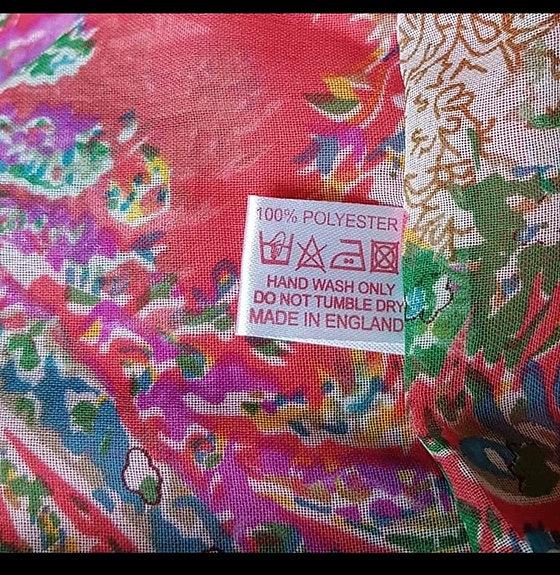 100% POLYESTER
HAND WASH ONLY
DO NOT TUMBLE DRY
MADE IN ENGLAND